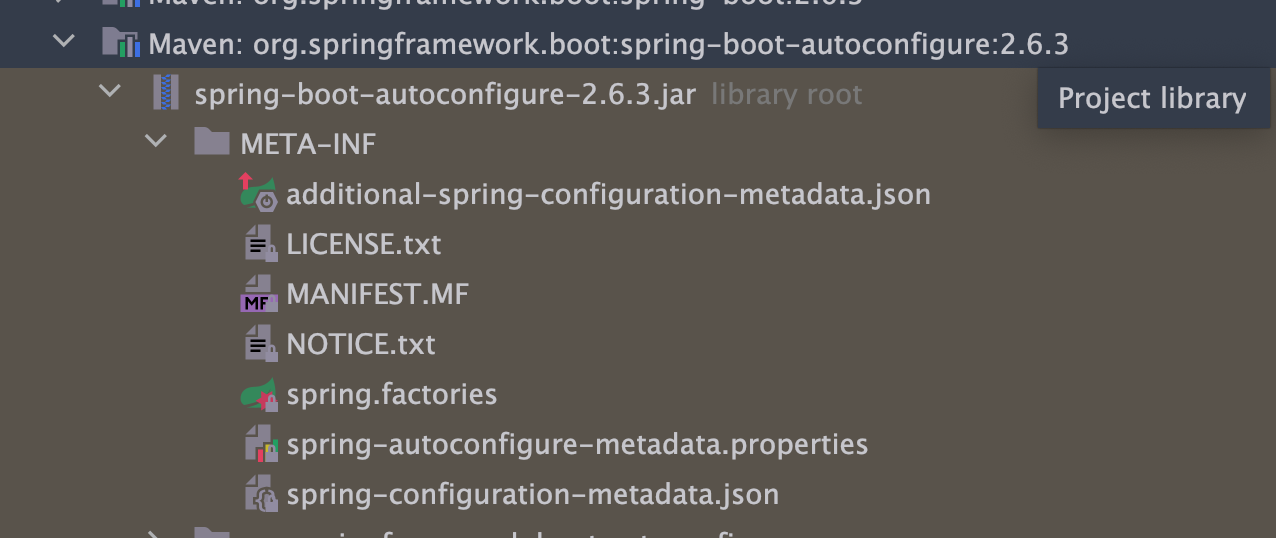 Maven: org.springframework.boot:spring-boot:2.6.3
Maven: org.springframework.boot:spring-boot-autoconfigure:2.6.3
spring-boot-autoconfigure-2.6.3.jar library root
Project library
META-INF
additional-spring-configuration-metadata.json
LICENSE.txt
MANIFEST.MF
MF
NOTICE.txt
spring.factories
spring-autoconfigure-metadata.properties
spring-configuration-metadata.json